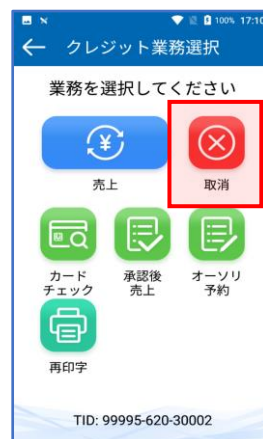 100% 17:10
クレジット業務選択
業務を選択してください
売上
取消
カード
チェック
承認後
売上
オーソリ
予約
再印字
TID: 99995-620-30002